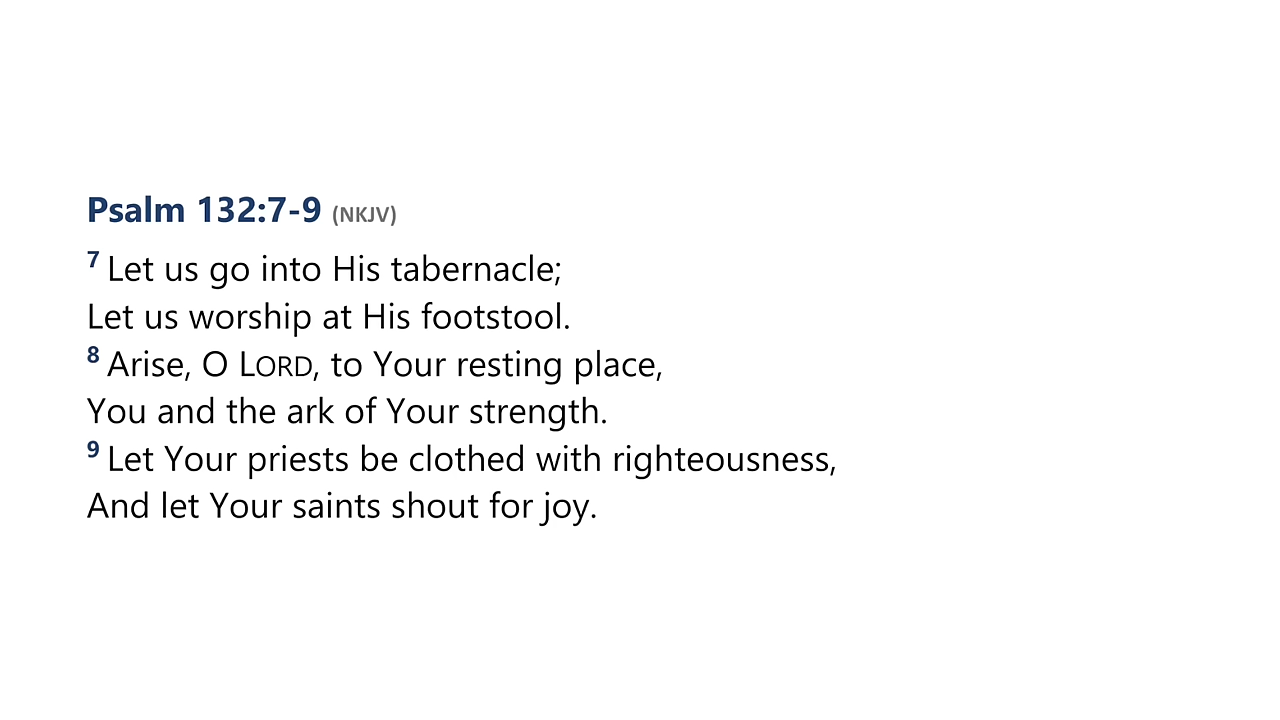 Psalm 132:7-9 (NKJV)
7 Let us go into His tabernacle;
Let us worship at His footstool.
8 Arise, O LORD, to Your resting place,
You and the ark of Your strength.
9 Let Your priests be clothed with righteousness,
And let Your saints shout for joy.